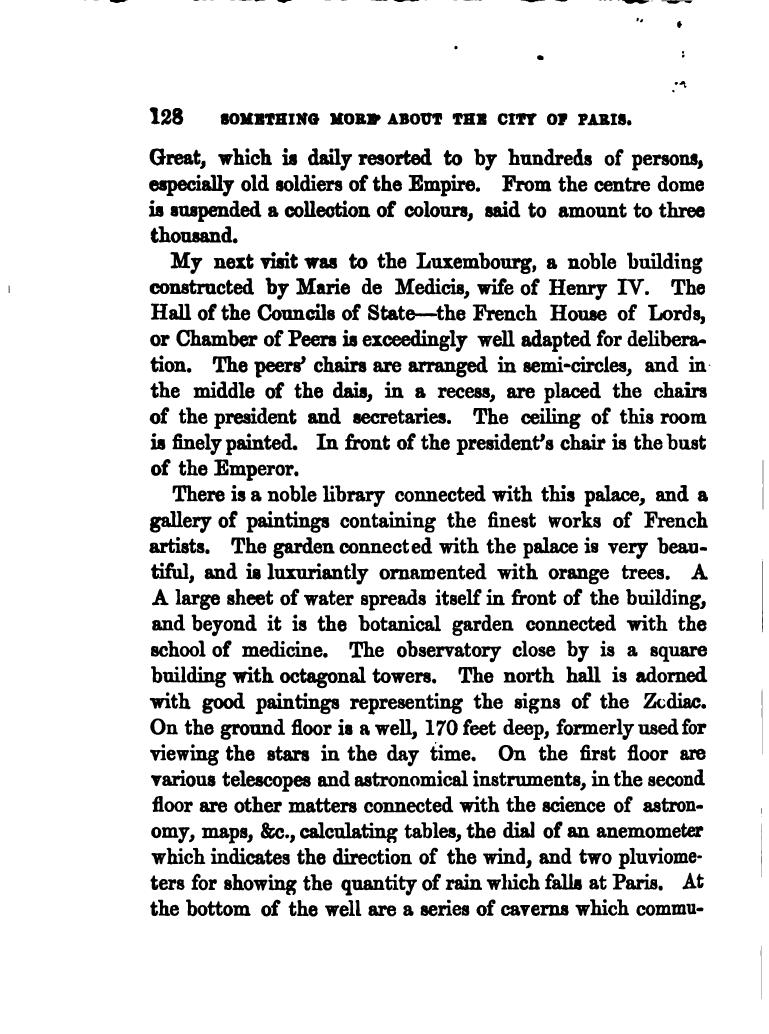 128 SOMETHING MORE ABOUT THE CITY OF PARIS.
Great, which is daily resorted to by hundreds of persons,
especially old soldiers of the Empire. From the centre dome
is suspended a collection of colours, said to amount to three
thousand.
My next visit was to the Luxembourg, a noble building
constructed by Marie de Medicis, wife of Henry IV. The
Hall of the Councils of State—the French House of Lords,
or Chamber of Peers is exceedingly well adapted for delibera-
tion. The peers' chairs are arranged in semi-circles, and in
the middle of the dais, in a recess, are placed the chairs
of the president and secretaries. The ceiling of this room
is finely painted. In front of the president's chair is the bust
of the Emperor.
There is a noble library connected with this palace, and a
gallery of paintings containing the finest works of French
artists. The garden connected with the palace is very beau-
tiful, and is luxuriantly ornamented with orange trees. A
A large sheet of water spreads itself in front of the building,
and beyond it is the botanical garden connected with the
school of medicine. The observatory close by is a square
building with octagonal towers. The north hall is adorned
with good paintings representing the signs of the Zodiac.
On the ground floor is a well, 170 feet deep, formerly used for
viewing the stars in the day time. On the first floor are
various telescopes and astronomical instruments, in the second
floor are other matters connected with the science of astron-
omy, maps, &c., calculating tables, the dial of an anemometer
which indicates the direction of the wind, and two pluviome-
ters for showing the quantity of rain which falls at Paris. At
the bottom of the well are a series of caverns which commu-